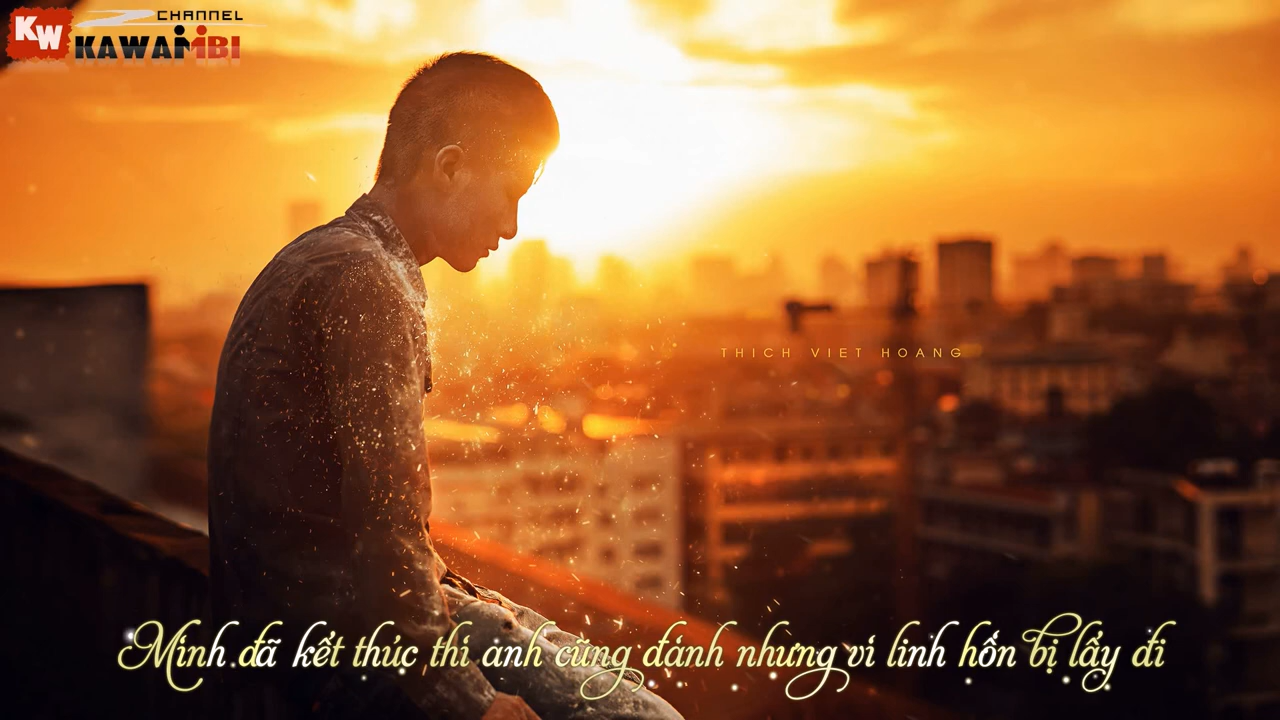 KW
CHANNEL
KAWAIIBI
THICH VIET HOANG
Mình đã kết thúc thì anh cũng đành nhưng vì linh hồn bị lấy đi